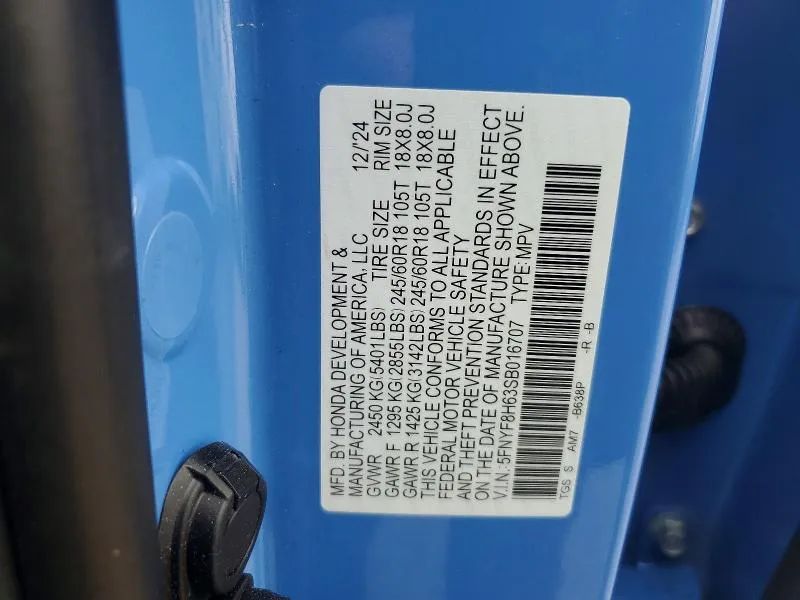 MFD. BY HONDA DEVELOPMENT &
MANUFACTURING OF AMERICA, LLC 12/'24
GVWR 2450 KG(5401LBS) TIRE SIZE RIM SIZE
GAWR F 1295 KG(2855LBS)245/60R18 105T 18X8.0J
GAWR R 1425 KG(3142LBS)245/60R18 105T 18X8.0J
THIS VEHICLE CONFORMS TO ALL APPLICABLE
FEDERAL MOTOR VEHICLE SAFETY
AND THEFT PREVENTION STANDARDS IN EFFECT
ON THE DATE OF MANUFACTURE SHOWN ABOVE.
V.I.N: 5FNYF8H63SB016707 TYPE: MPV
TGS S AM7 -B638P -R -B